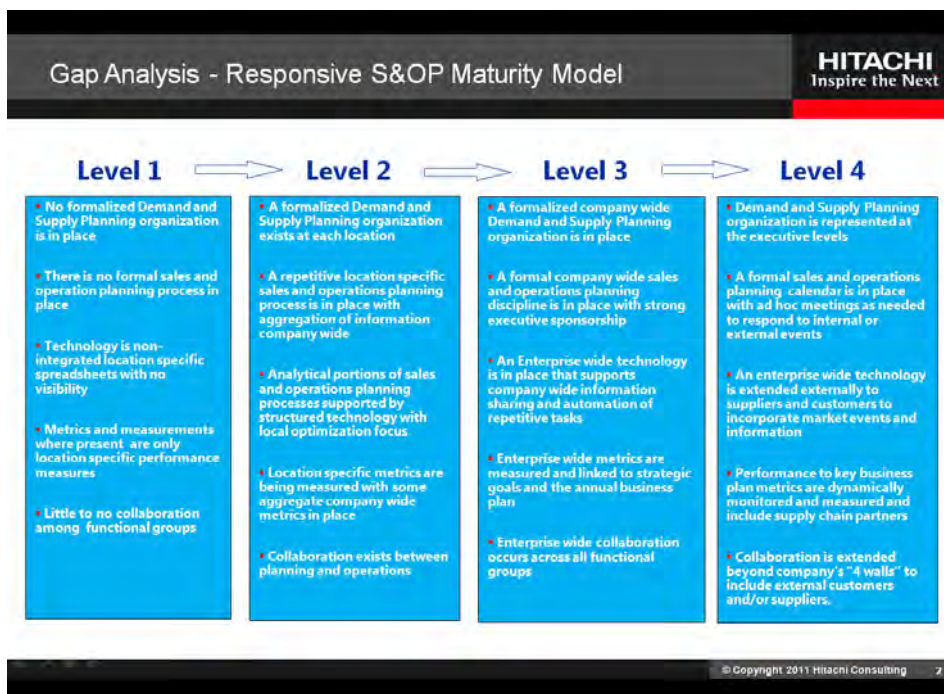 Gap Analysis - Responsive S&OP Maturity Model
HITACHI
Inspire the Next
Level 1
Level 2
Level 3
Level 4
▪ No formalized Demand and
Supply Planning organization
is in place
▪ There is no formal sales and
operation planning process in
place
▪ Technology is non-
integrated location specific
spreadsheets with no
visibility
▪ Metrics and measurements
where present are only
location specific performance
measures
▪ Little to no collaboration
among functional groups
▪ A formalized Demand and
Supply Planning organization
exists at each location
▪ A repetitive location specific
sales and operations planning
process is in place with
aggregation of information
company wide
▪ Analytical portions of sales
and operations planning
processes supported by
structured technology with
local optimization focus
▪ Location specific metrics are
being measured with some
aggregate company wide
metrics in place
▪ Collaboration exists between
planning and operations
▪ A formalized company wide
Demand and Supply Planning
organization is in place
▪ A formal company wide sales
and operations planning
discipline is in place with strong
executive sponsorship
▪ An Enterprise wide technology
is in place that supports
company wide information
sharing and automation of
repetitive tasks
▪ Enterprise wide metrics are
measured and linked to strategic
goals and the annual business
plan
▪ Enterprise wide collaboration
occurs across all functional
groups
▪ Demand and Supply Planning
organization is represented at
the executive levels
▪ A formal sales and operations
planning calendar is in place
with ad hoc meetings as needed
to respond to internal or
external events
▪ An enterprise wide technology
is extended externally to
suppliers and customers to
incorporate market events and
information
▪ Performance to key business
plan metrics are dynamically
monitored and measured and
include supply chain partners
▪ Collaboration is extended
beyond company's "4 walls" to
include external customers
and/or suppliers.
© Copyright 2011 Hitachi Consulting 2